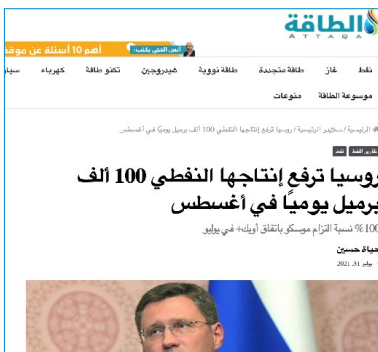 الطاقة
ATTAQA
أنس الحجي يكتب:
أهم 10 أسئلة عن موقف
نفط غاز طاقة متجددة طاقة نووية هيدروجين تكنو طاقة كهرباء سيار
موسوعة الطاقة منوعات
الرئيسية / سلايدر الرئيسية / روسيا ترفع إنتاجها النفطي 100 ألف برميل يوميًا في أغسطس
تقارير النفط نفط
روسيا ترفع إنتاجها النفطي 100 ألف
برميل يوميًا في أغسطس
100% نسبة التزام موسكو باتفاق أوبك+ في يوليو
حياة حسين
يوليو 31, 2021